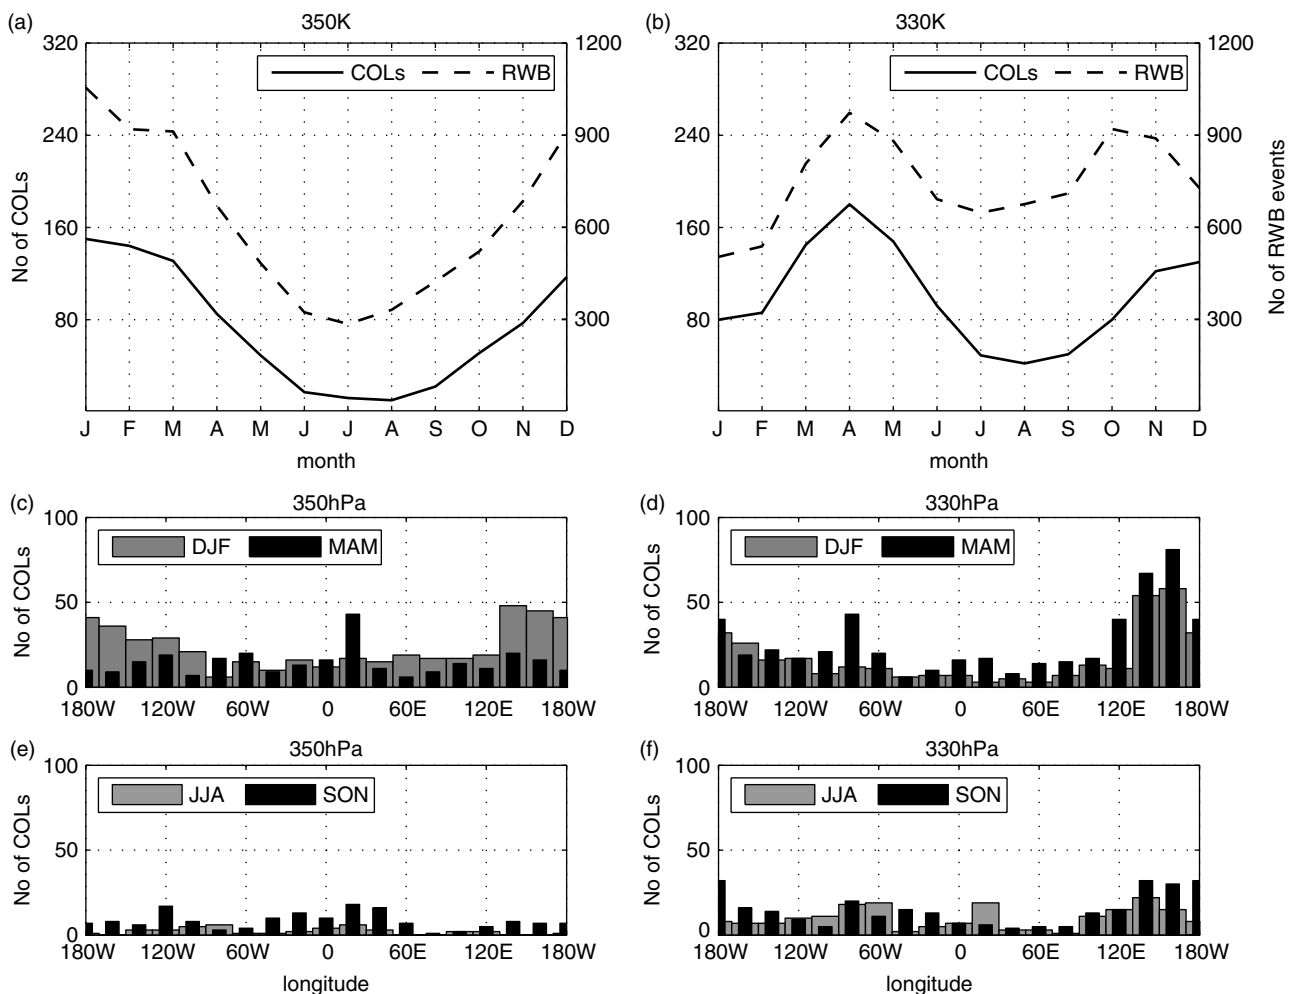 (a) 350K
320 1200
COLs RWB
240 900
160 600
80 300
No of COLs
J F M A M J J A S O N D
month
(b) 330K
320 1200
COLs RWB
240 900
160 600
80 300
No of RWB events
J F M A M J J A S O N D
month
(c) 350hPa
100
DJF MAM
50
0
No of COLs
180W 120W 60W 0 60E 120E 180W
(d) 330hPa
100
DJF MAM
50
0
No of COLs
180W 120W 60W 0 60E 120E 180W
(e) 350hPa
100
JJA SON
50
0
No of COLs
180W 120W 60W 0 60E 120E 180W
longitude
(f) 330hPa
100
JJA SON
50
0
No of COLs
180W 120W 60W 0 60E 120E 180W
longitude